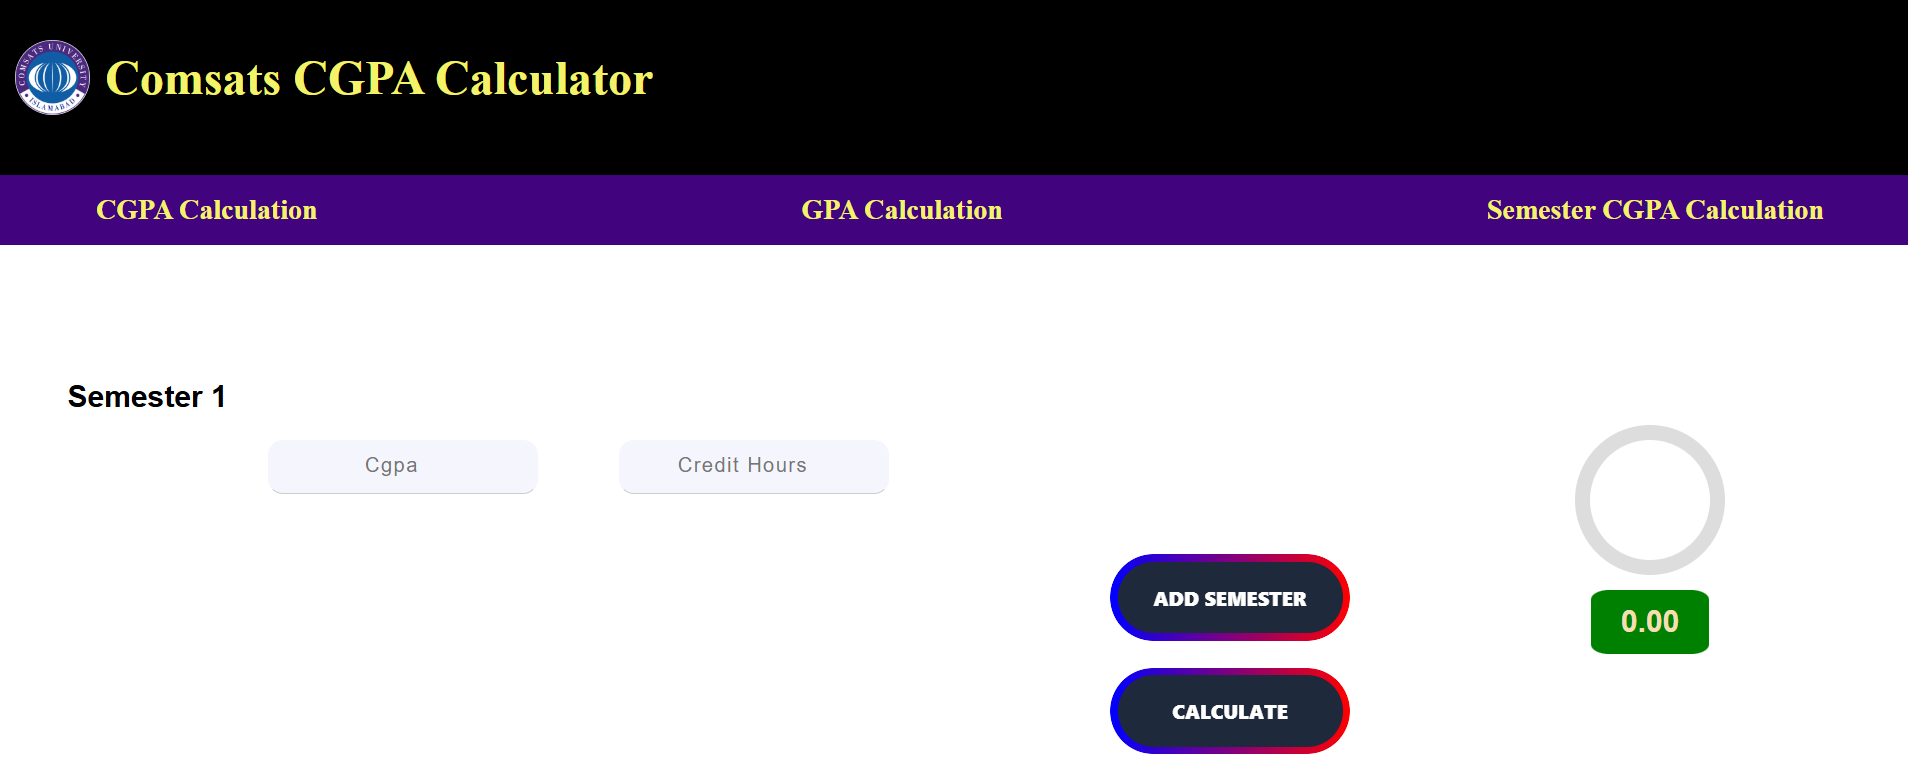 COMSATS UNIVERSITY
ISLAMABAD
Comsats CGPA Calculator
CGPA Calculation
GPA Calculation
Semester CGPA Calculation
Semester 1
Cgpa
Credit Hours
ADD SEMESTER
0.00
CALCULATE